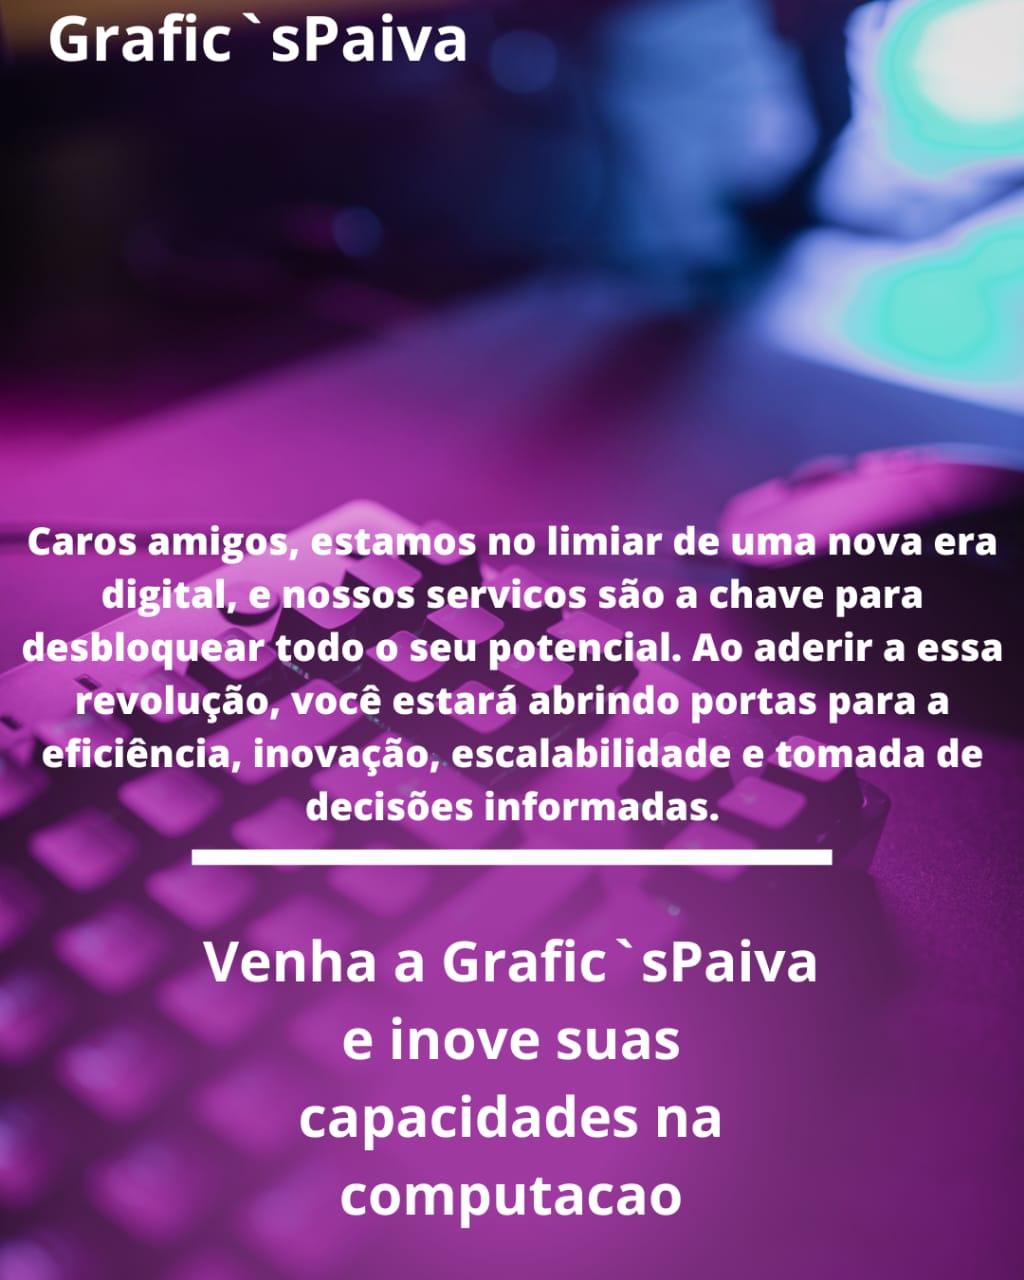 Grafic`sPaiva
Caros amigos, estamos no limiar de uma nova era
digital, e nossos servicos são a chave para
desbloquear todo o seu potencial. Ao aderir a essa
revolução, você estará abrindo portas para a
eficiência, inovação, escalabilidade e tomada de
decisões informadas.
Venha a Grafic`sPaiva
e inove suas
capacidades na
computacao